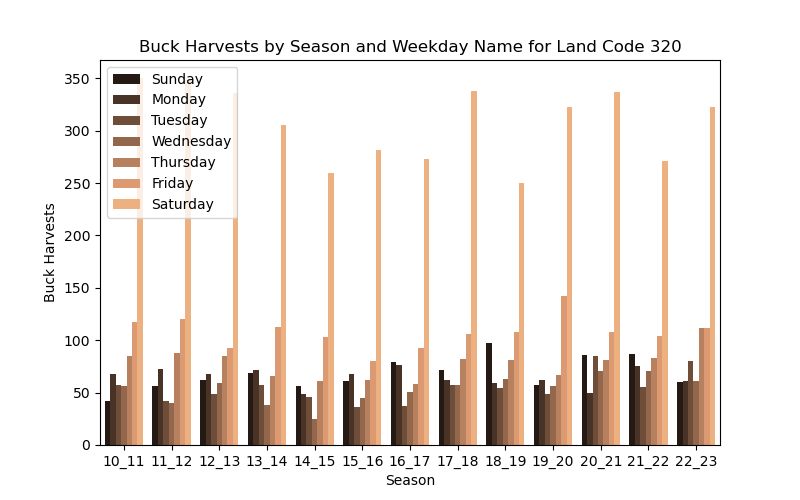 Buck Harvests by Season and Weekday Name for Land Code 320
Buck Harvests
350
300
250
200
150
100
50
0
Sunday
Monday
Tuesday
Wednesday
Thursday
Friday
Saturday
10_11 11_12 12_13 13_14 14_15 15_16 16_17 17_18 18_19 19_20 20_21 21_22 22_23
Season